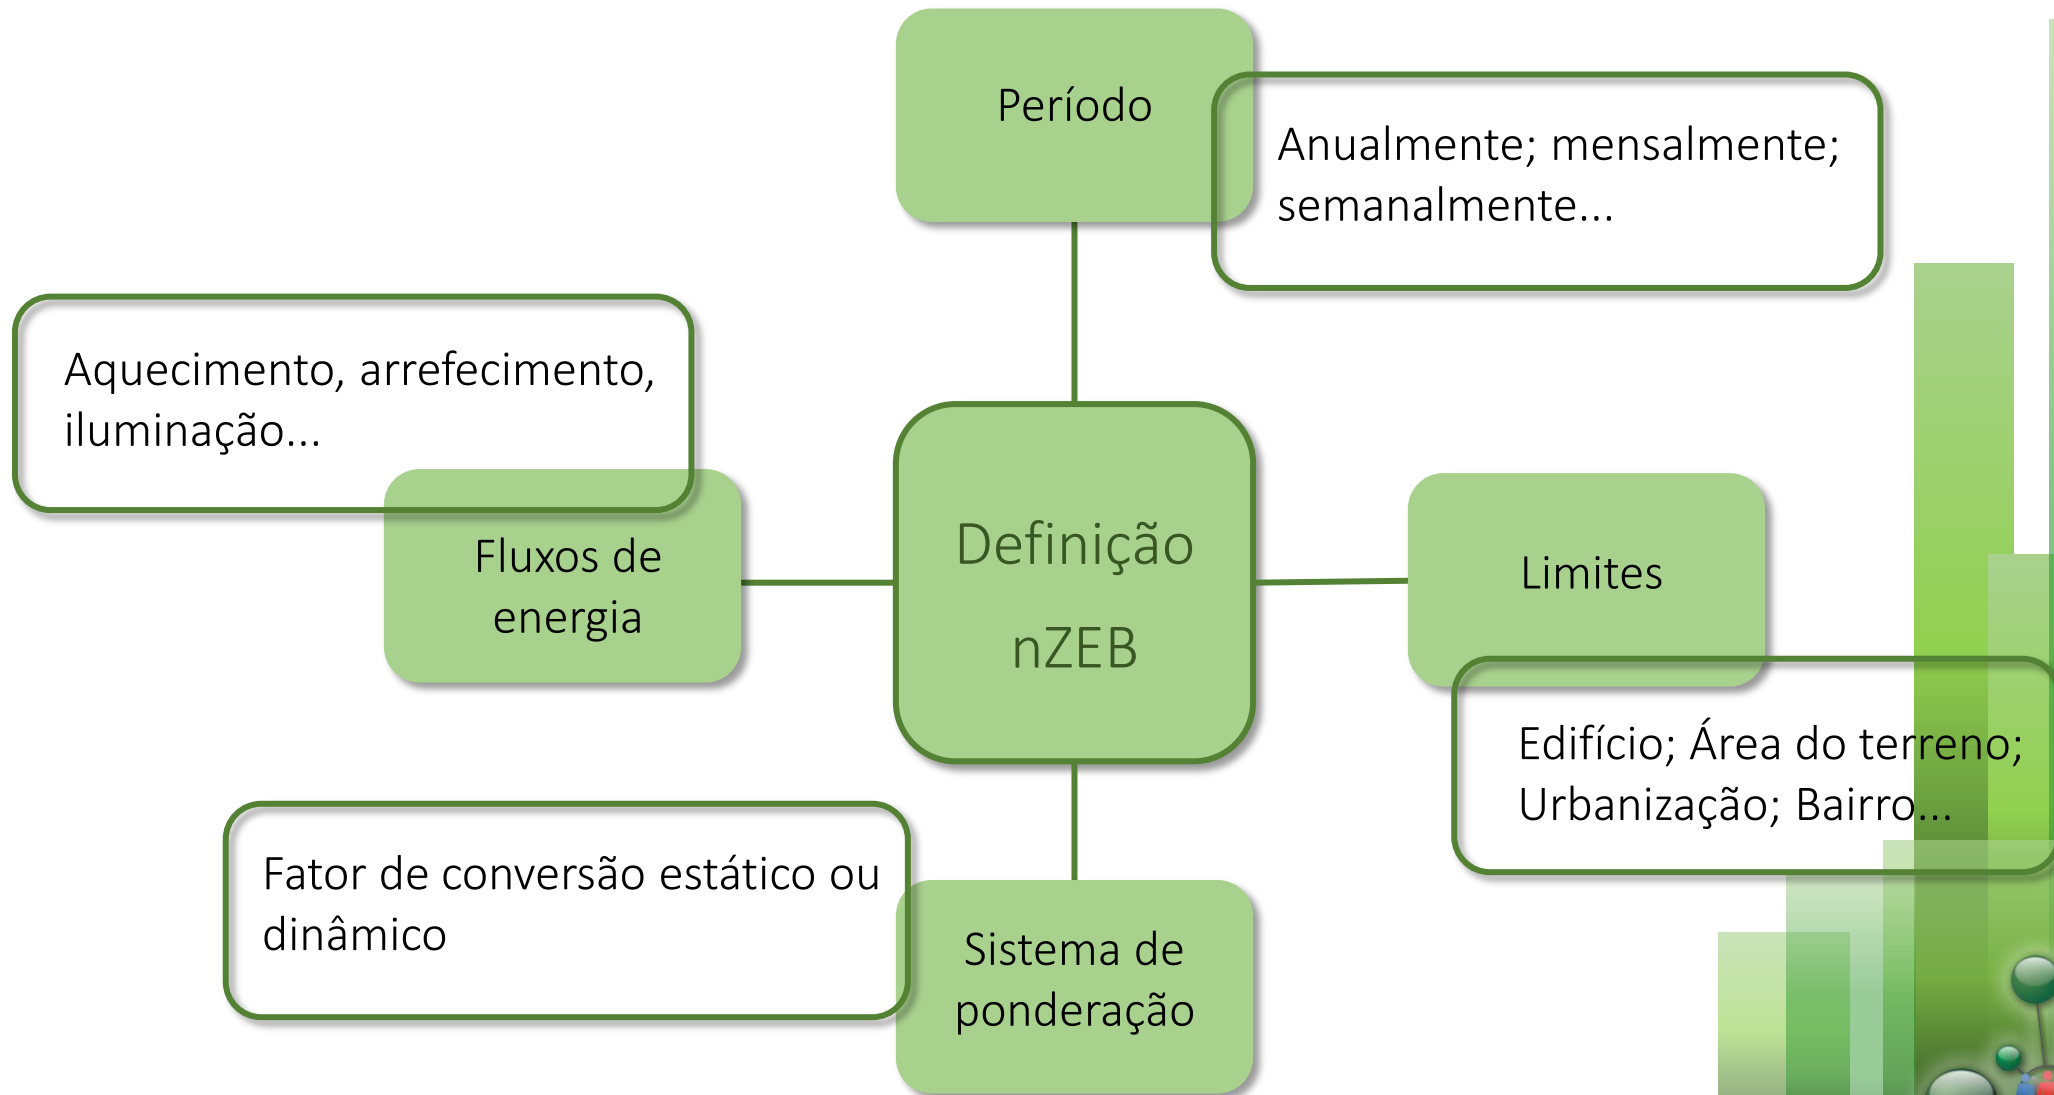 Período
Anualmente; mensalmente;
semanalmente...
Aquecimento, arrefecimento,
iluminação...
Fluxos de
energia
Definição
nZEB
Limites
Edifício; Área do terreno;
Urbanização; Bairro...
Fator de conversão estático ou
dinâmico
Sistema de
ponderação